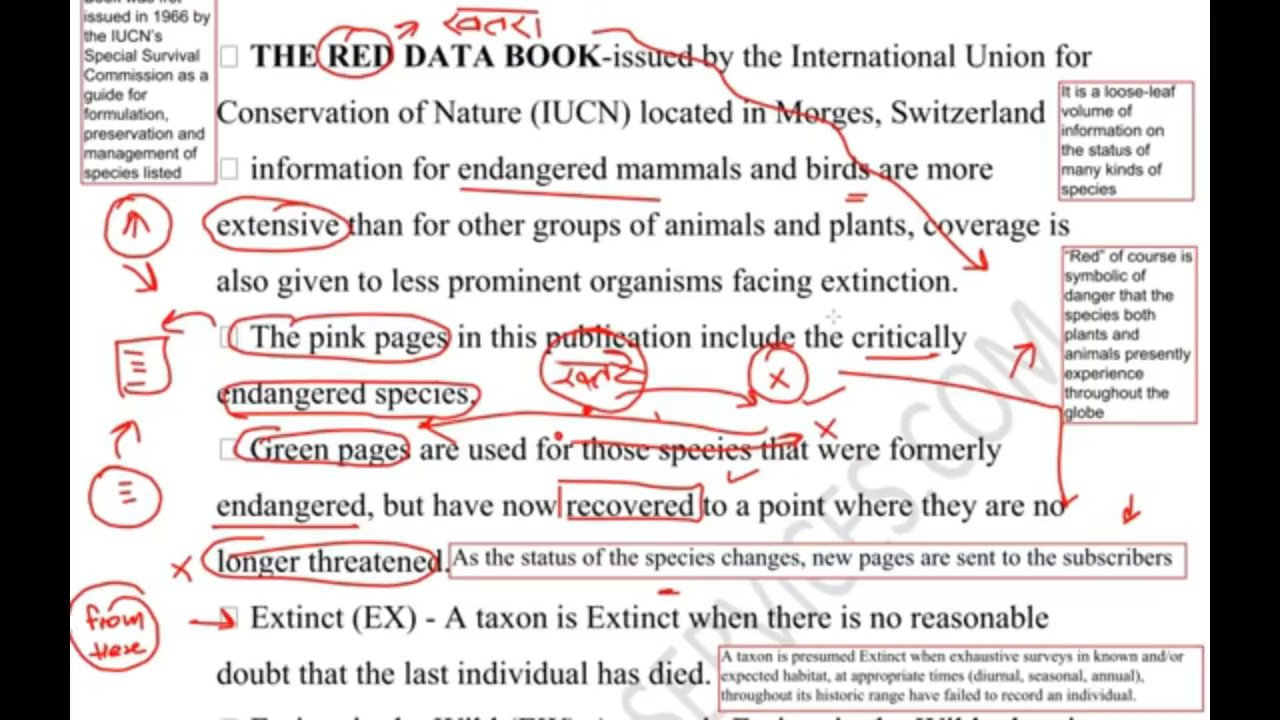 issued in 1966 by
the IUCN's
Special Survival
Commission as a
guide for
formulation,
preservation and
management of
species listed
THE RED DATA BOOK-issued by the International Union for
Conservation of Nature (IUCN) located in Morges, Switzerland
It is a loose-leaf
volume of
information on
the status of
many kinds of
species
information for endangered mammals and birds are more
extensive than for other groups of animals and plants, coverage is
also given to less prominent organisms facing extinction.
"Red" of course is
symbolic of
danger that the
species both
plants and
animals presently
experience
throughout the
globe
The pink pages in this publication include the critically
endangered species.
Green pages are used for those species that were formerly
endangered, but have now recovered to a point where they are no
longer threatened.
As the status of the species changes, new pages are sent to the subscribers
from
Here
Extinct (EX) - A taxon is Extinct when there is no reasonable
doubt that the last individual has died.
A taxon is presumed Extinct when exhaustive surveys in known and/or
expected habitat, at appropriate times (diurnal, seasonal, annual),
throughout its historic range have failed to record an individual.
SERVICES.COM